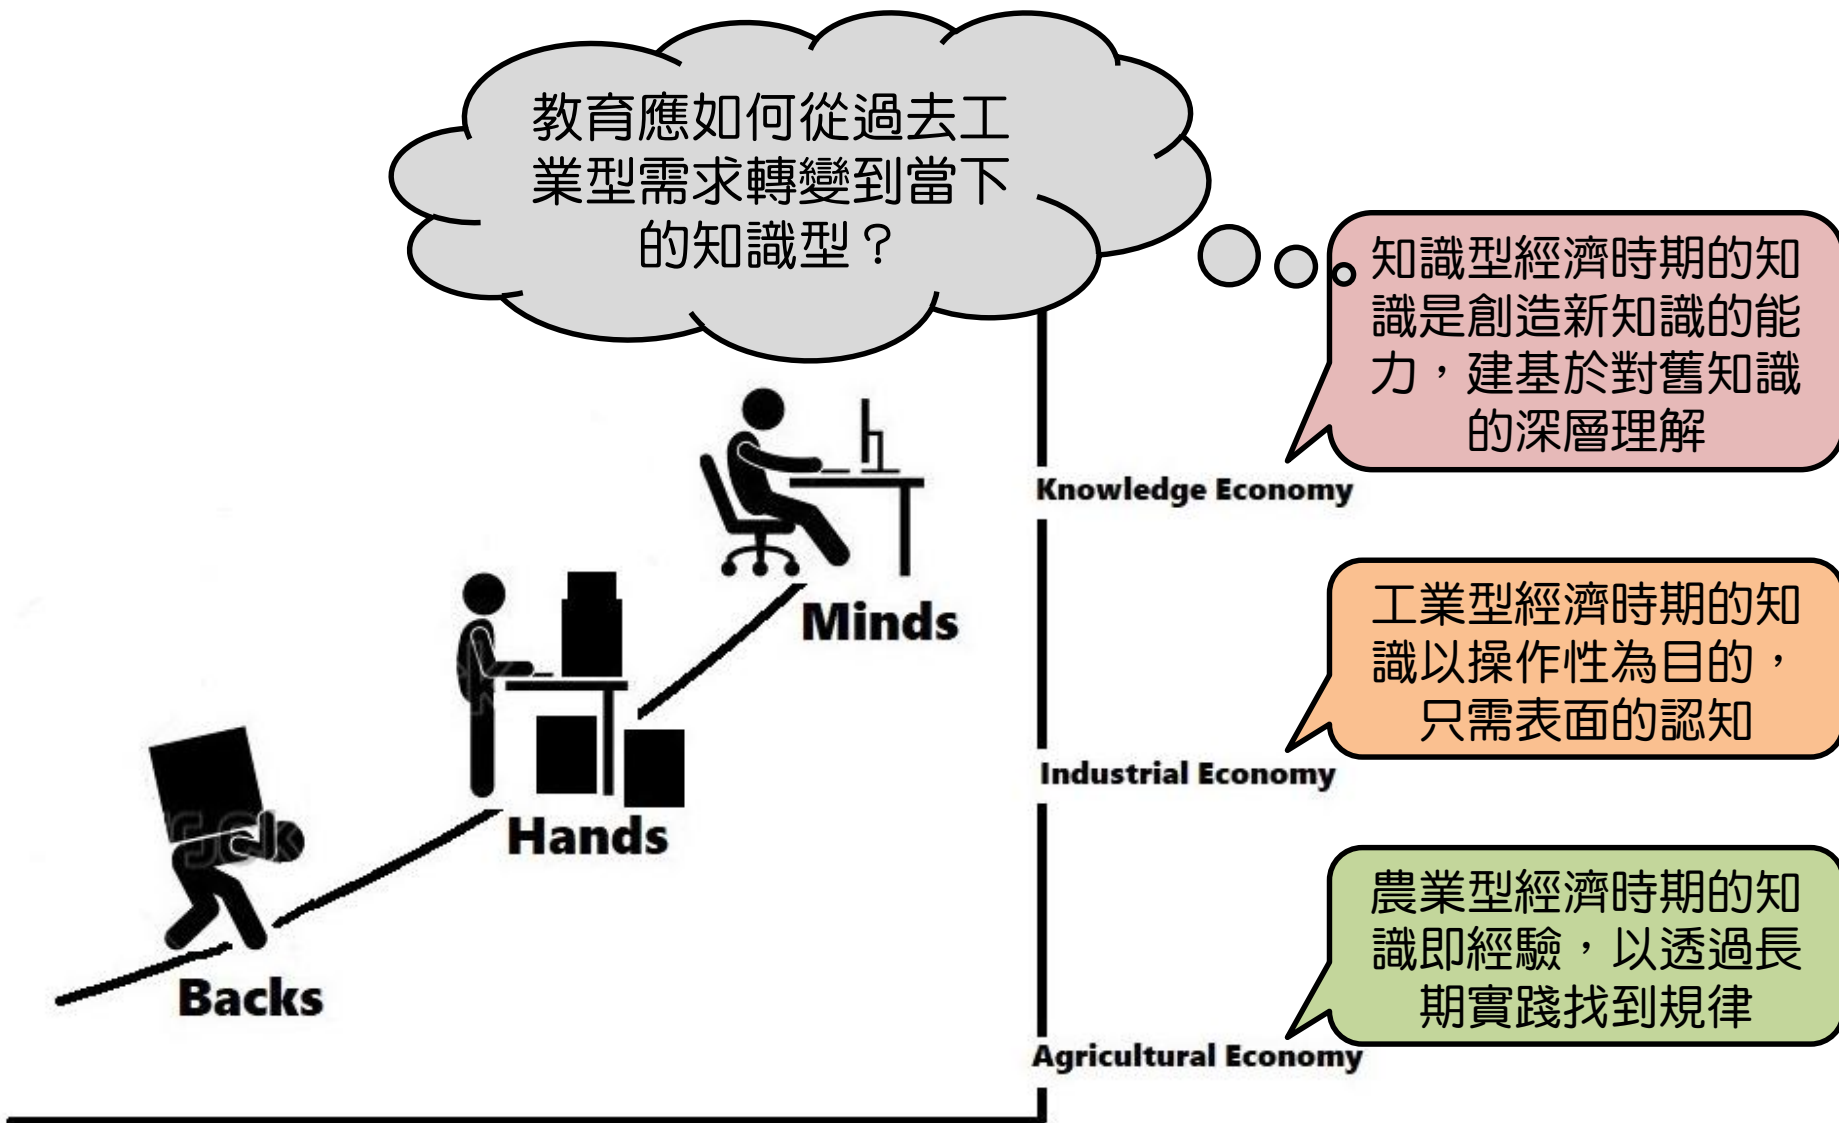 教育應如何從過去工
業型需求轉變到當下
的知識型？
知識型經濟時期的知
識是創造新知識的能
力，建基於對舊知識
的深層理解
Knowledge Economy
Minds
工業型經濟時期的知
識以操作性為目的，
只需表面的認知
Industrial Economy
Hands
農業型經濟時期的知
識即經驗，以透過長
期實踐找到規律
Backs
Agricultural Economy